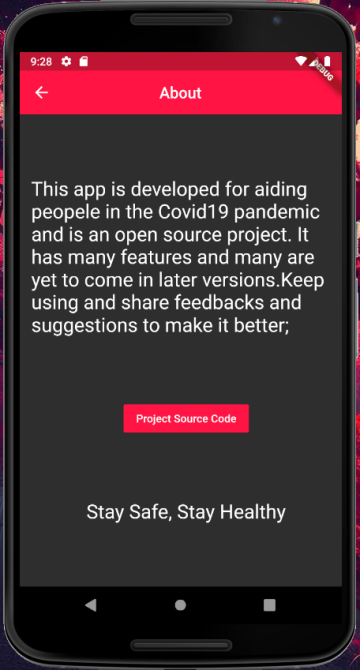 9:28
DEBUG
About
This app is developed for aiding
peopele in the Covid19 pandemic
and is an open source project. It
has many features and many are
yet to come in later versions.Keep
using and share feedbacks and
suggestions to make it better;
Project Source Code
Stay Safe, Stay Healthy